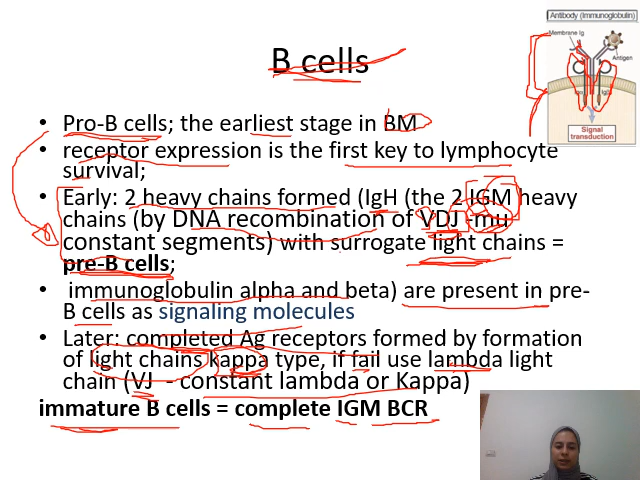 Antibody (Immunoglobulin)
Membrane Ig
Antigen
Signal
transduction
B cells
• Pro-B cells; the earliest stage in BM
• receptor expression is the first key to lymphocyte
survival;
• Early: 2 heavy chains formed (IgH (the 2 IGM heavy
chains (by DNA recombination of VDJ -mu
constant segments) with surrogate light chains =
pre-B cells;
• immunoglobulin alpha and beta) are present in pre-
B cells as signaling molecules
• Later: completed Ag receptors formed by formation
of light chains kappa type, if fail use lambda light
chain (VJ - constant lambda or Kappa)
immature B cells = complete IGM BCR